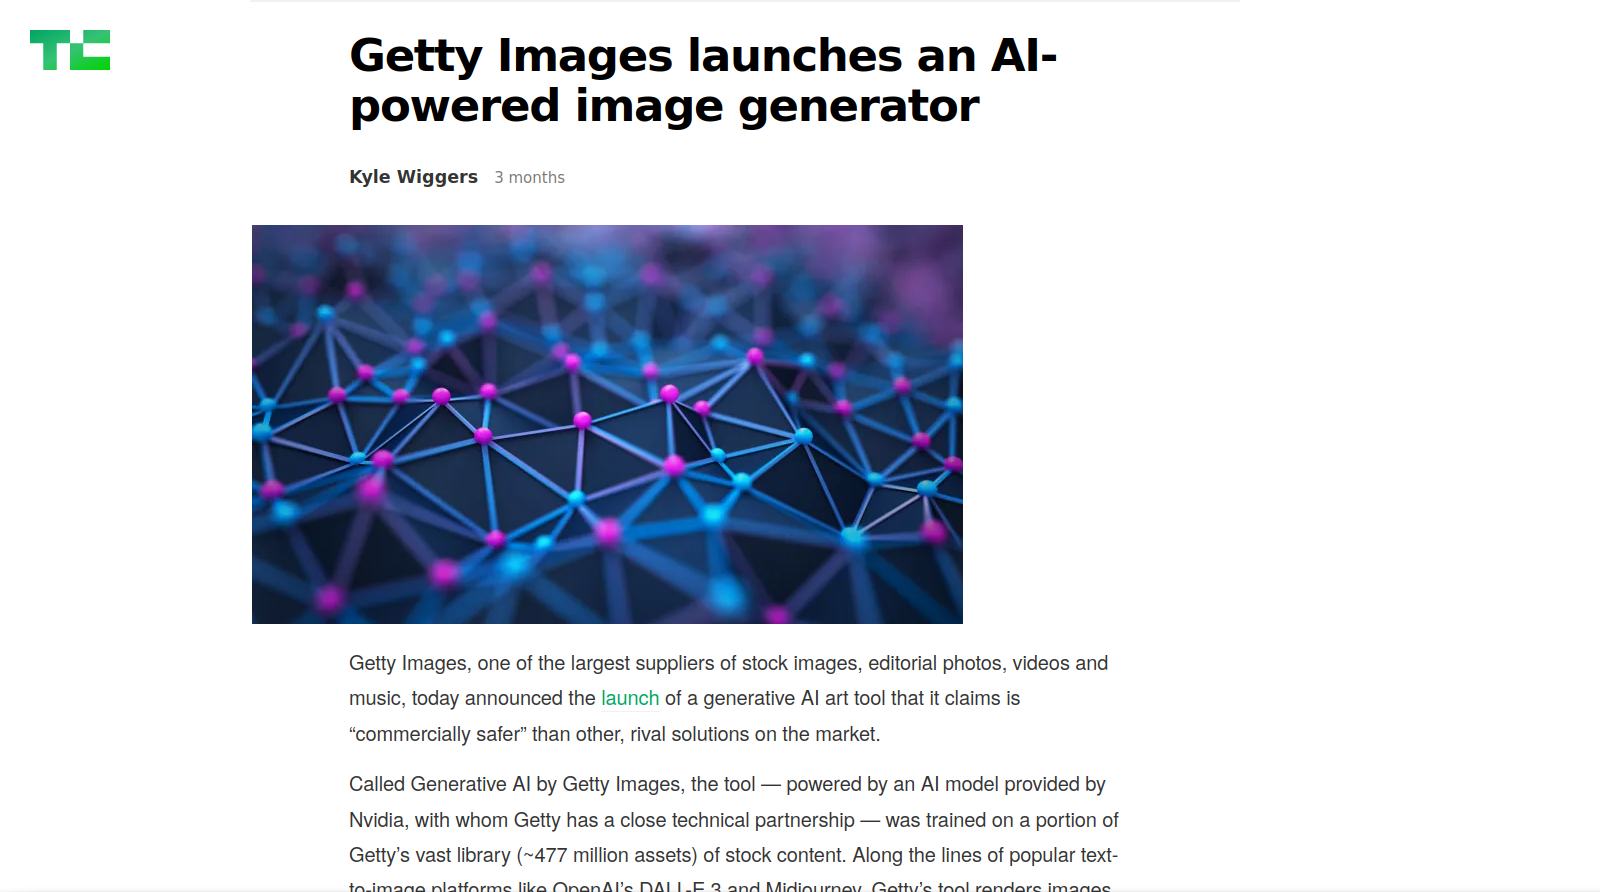 TC
Getty Images launches an AI-
powered image generator
Kyle Wiggers 3 months
Getty Images, one of the largest suppliers of stock images, editorial photos, videos and
music, today announced the launch of a generative AI art tool that it claims is
“commercially safer” than other, rival solutions on the market.
Called Generative AI by Getty Images, the tool — powered by an AI model provided by
Nvidia, with whom Getty has a close technical partnership — was trained on a portion of
Getty’s vast library (~477 million assets) of stock content. Along the lines of popular text-
to-image platforms like OpenAI’s DALL-E 3 and Midjourney, Getty’s tool renders images